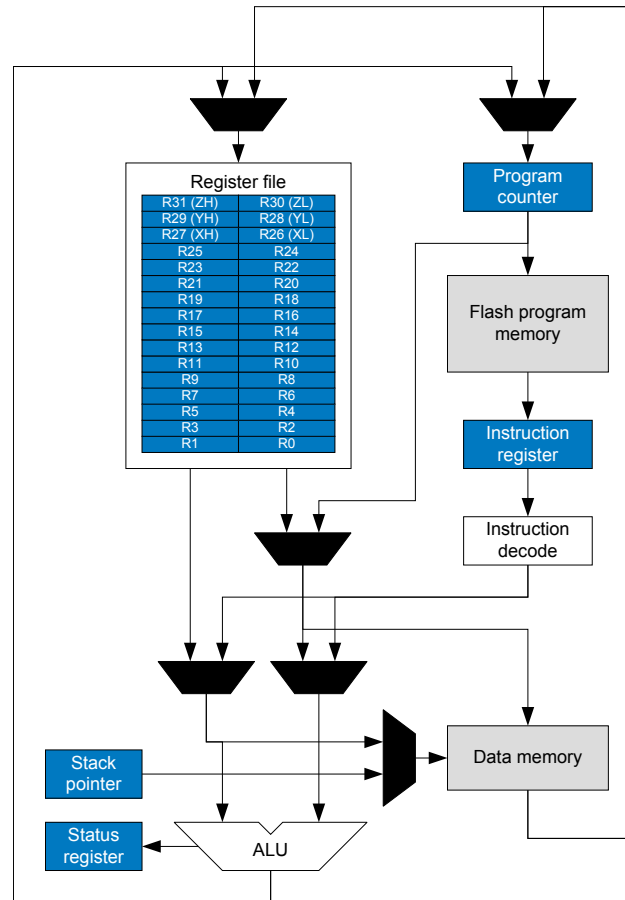 Register file
R31 (ZH) R30 (ZL)
R29 (YH) R28 (YL)
R27 (XH) R26 (XL)
R25 R24
R23 R22
R21 R20
R19 R18
R17 R16
R15 R14
R13 R12
R11 R10
R9 R8
R7 R6
R5 R4
R3 R2
R1 R0
Program
counter
Flash program
memory
Instruction
register
Instruction
decode
Stack
pointer
Data memory
Status
register
ALU